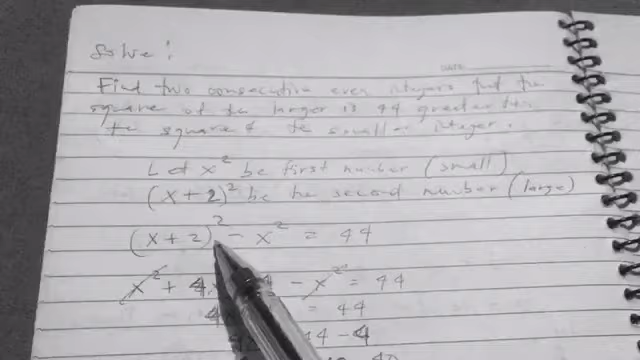 Solve:
DATE
Find two consecutive even integers such the
square of the larger is 44 greater than
the square of the smaller integer.
Let x² be first number (small)
(x+2)² be the second number (large)
(x+2)² - x² = 44
x² + 4x - x² = 44
= 44
44 - 4
40